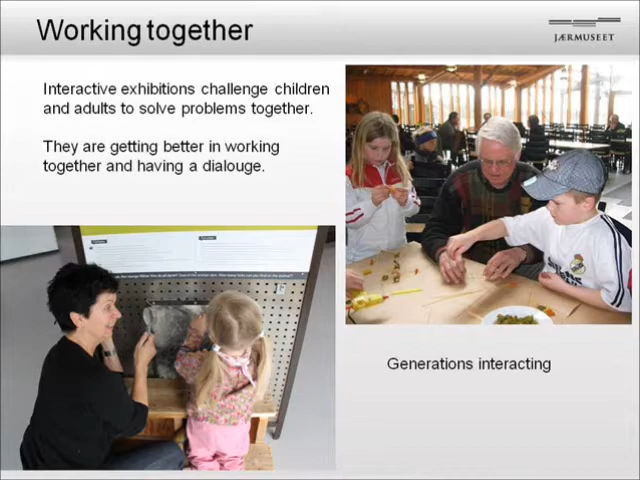 Working together
JÆRMUSEET
Interactive exhibitions challenge children
and adults to solve problems together.
They are getting better in working
together and having a dialouge.
Generations interacting